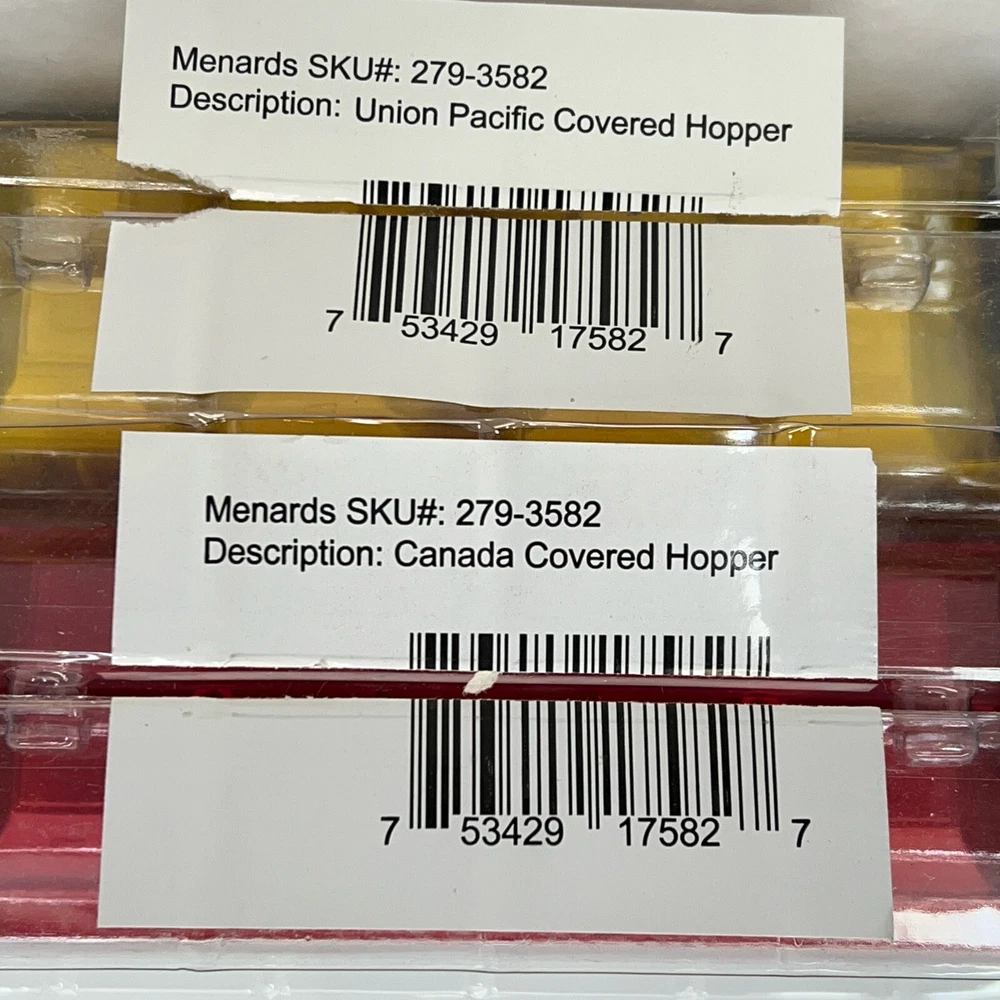 Menards SKU#: 279-3582
Description: Union Pacific Covered Hopper
7 53429 17582 7
Menards SKU#: 279-3582
Description: Canada Covered Hopper
7 53429 17582 7